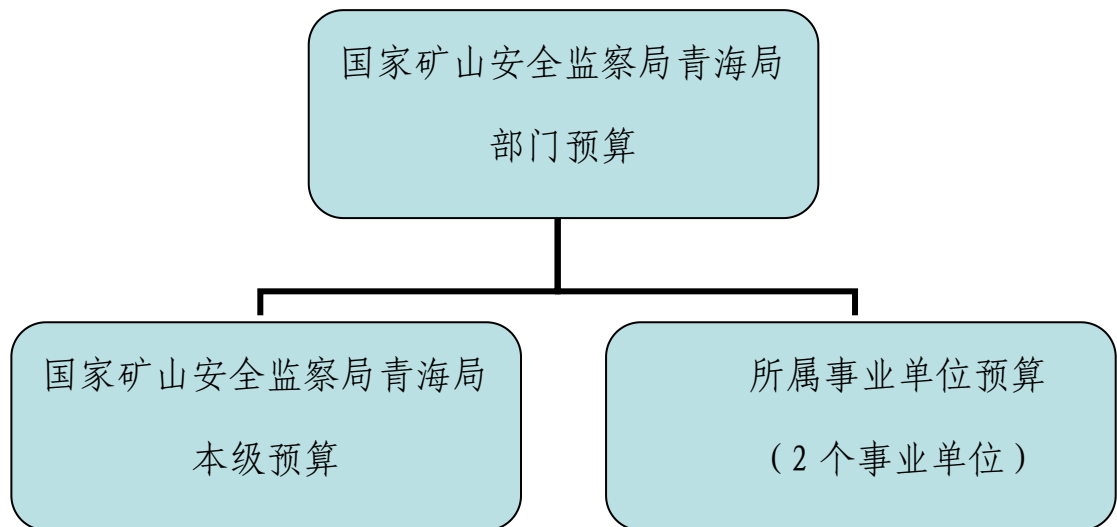 国家矿山安全监察局青海局
部门预算
国家矿山安全监察局青海局
本级预算
所属事业单位预算
（2个事业单位）